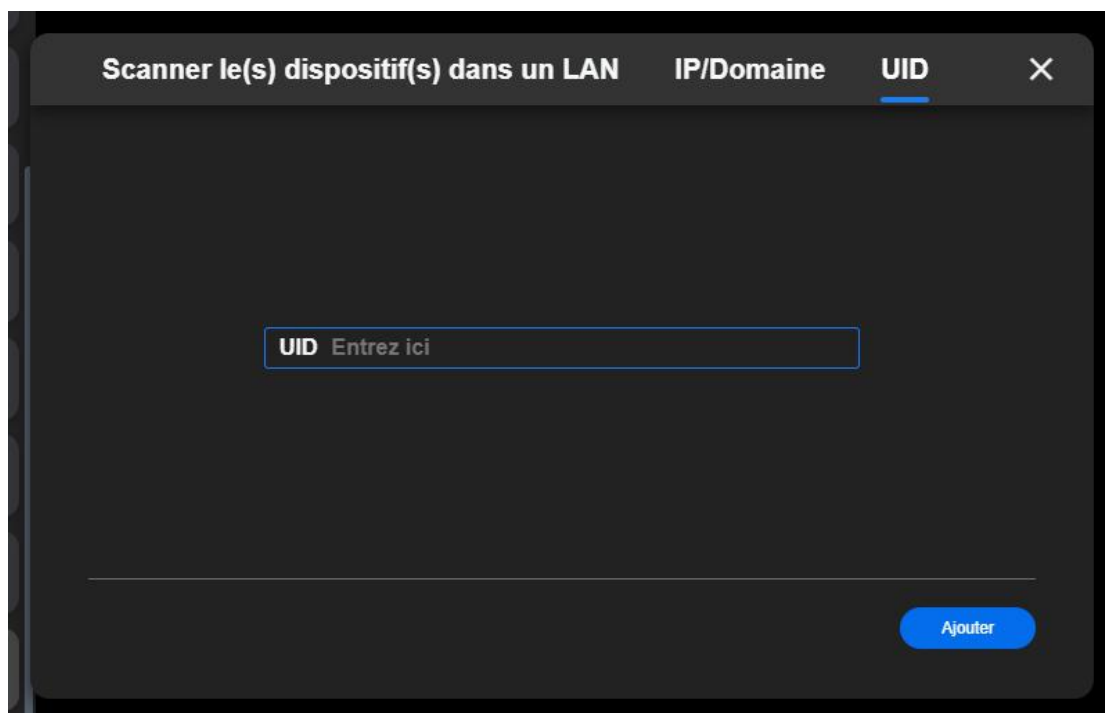 Scanner le(s) dispositif(s) dans un LAN IP/Domaine UID
UID Entrez ici
Ajouter